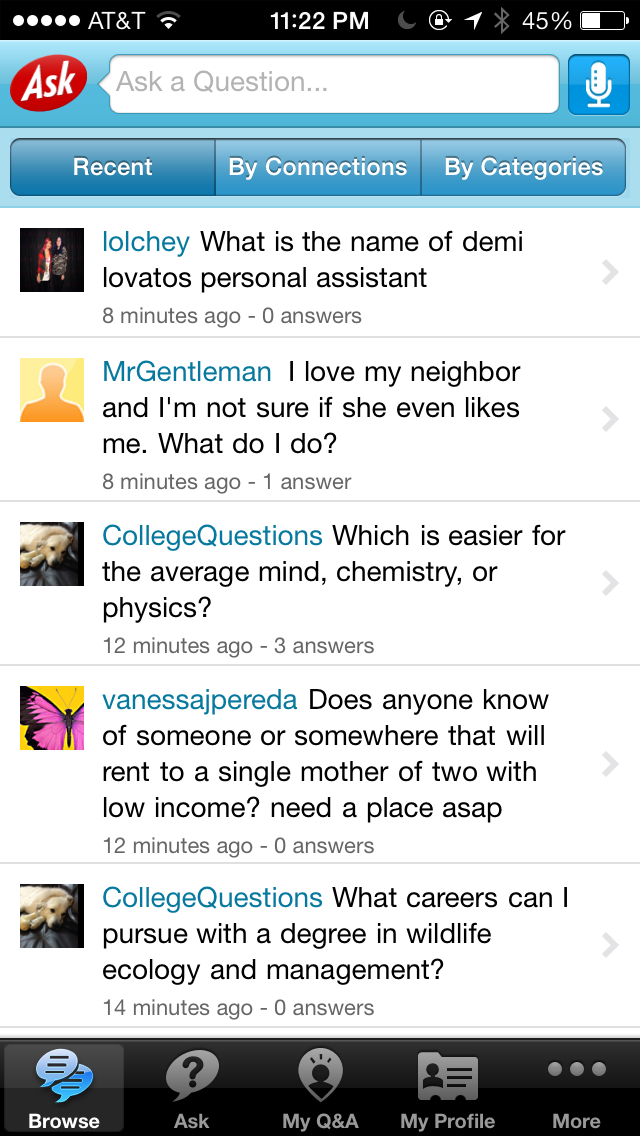 AT&T 11:22 PM 45%
Ask Ask a Question...
Recent By Connections By Categories
lolchey What is the name of demi
lovatos personal assistant
8 minutes ago - 0 answers
MrGentleman I love my neighbor
and I'm not sure if she even likes
me. What do I do?
8 minutes ago - 1 answer
CollegeQuestions Which is easier for
the average mind, chemistry, or
physics?
12 minutes ago - 3 answers
vanessajpereda Does anyone know
of someone or somewhere that will
rent to a single mother of two with
low income? need a place asap
12 minutes ago - 0 answers
CollegeQuestions What careers can I
pursue with a degree in wildlife
ecology and management?
14 minutes ago - 0 answers
Browse Ask My Q&A My Profile More